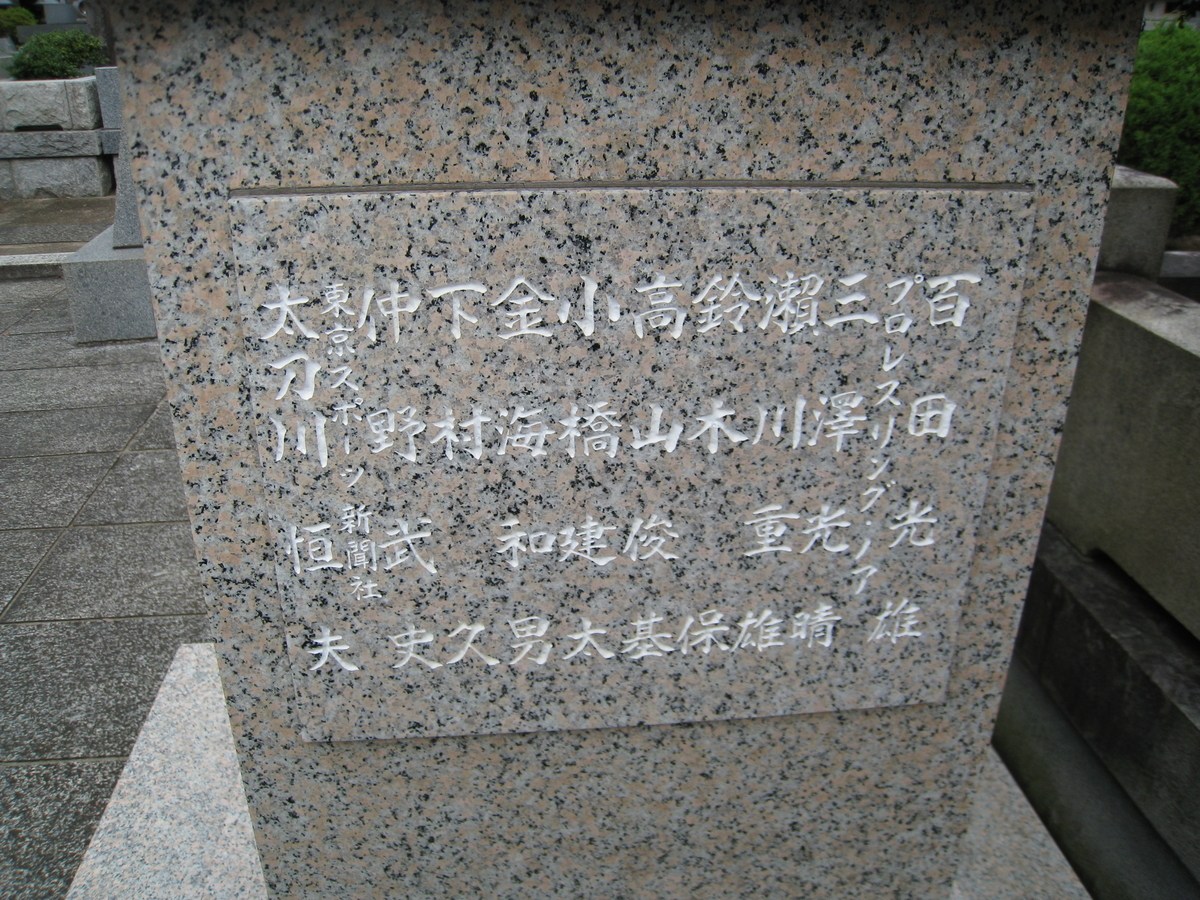 百田光雄
プロレスリング・ノア
三澤光晴
瀨川重雄
鈴木保
高山俊基
小橋建大
金海和男
下村久
仲野武史
東京スポーツ新聞社
太刀川恒夫